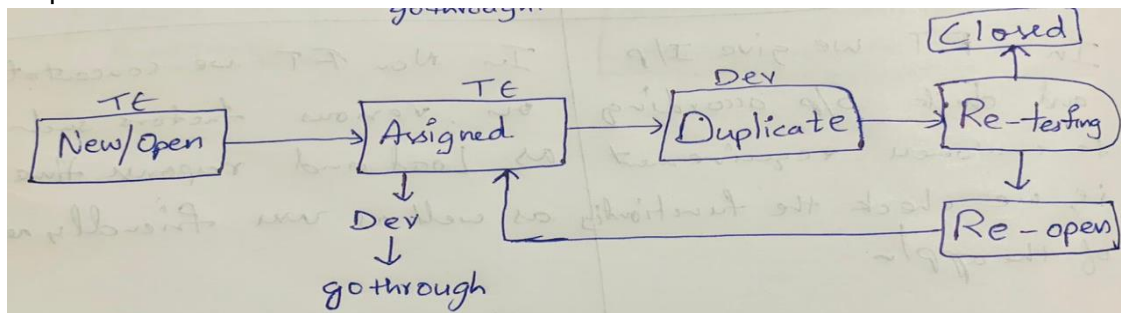 gothrough.
Closed
TE
New/Open
TE
Assigned
Dev
Duplicate
Re-testing
Dev
gothrough
Re-open